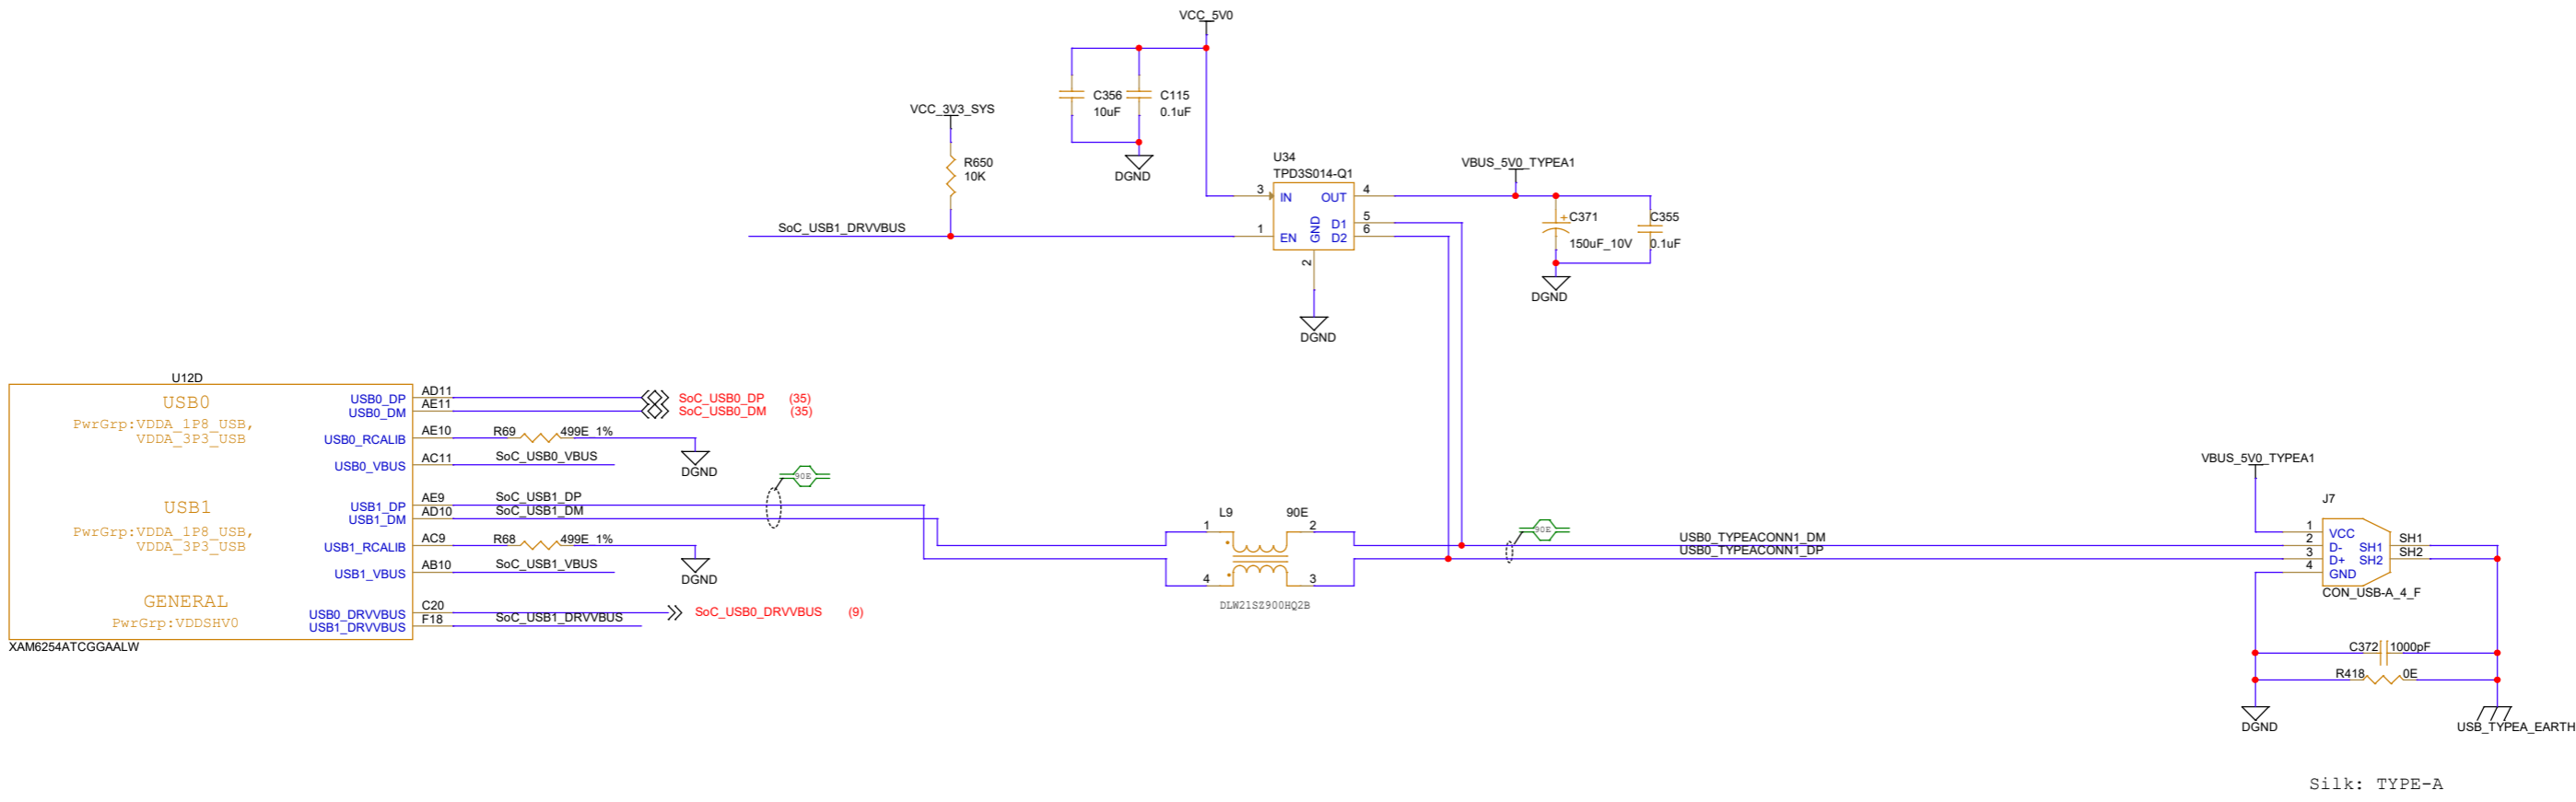 VCC_5V0
C356
10uF
C115
0.1uF
DGND
VCC_3V3_SYS
R650
10K
SoC_USB1_DRVVBUS
U34
TPD3S014-Q1
3
IN
OUT
4
5
D1
6
D2
1
EN
GND
2
DGND
VBUS_5V0_TYPEA1
+
C371
150uF_10V
C355
0.1uF
DGND
U12D
USB0
PwrGrp:VDDA_1P8_USB,
VDDA_3P3_USB
USB0_DP
AD11
SoC_USB0_DP (35)
USB0_DM
AE11
SoC_USB0_DM (35)
USB0_RCALIB
AE10
R69
499E_1%
DGND
USB0_VBUS
AC11
SoC_USB0_VBUS
90E
USB1
PwrGrp:VDDA_1P8_USB,
VDDA_3P3_USB
USB1_DP
AE9
SoC_USB1_DP
USB1_DM
AD10
SoC_USB1_DM
USB1_RCALIB
AC9
R68
499E_1%
DGND
USB1_VBUS
AB10
SoC_USB1_VBUS
GENERAL
PwrGrp:VDDSHV0
USB0_DRVVBUS
C20
SoC_USB0_DRVVBUS (9)
USB1_DRVVBUS
F18
SoC_USB1_DRVVBUS
XAM6254ATCGGAALW
L9
90E
1
2
4
3
DLW21SZ900HQ2B
90E
USB0_TYPEACONN1_DM
USB0_TYPEACONN1_DP
VBUS_5V0_TYPEA1
J7
1
VCC
2
D-
SH1
SH1
3
D+
SH2
SH2
4
GND
CON_USB-A_4_F
C372
1000pF
R418
0E
DGND
USB_TYPEA_EARTH
Silk: TYPE-A